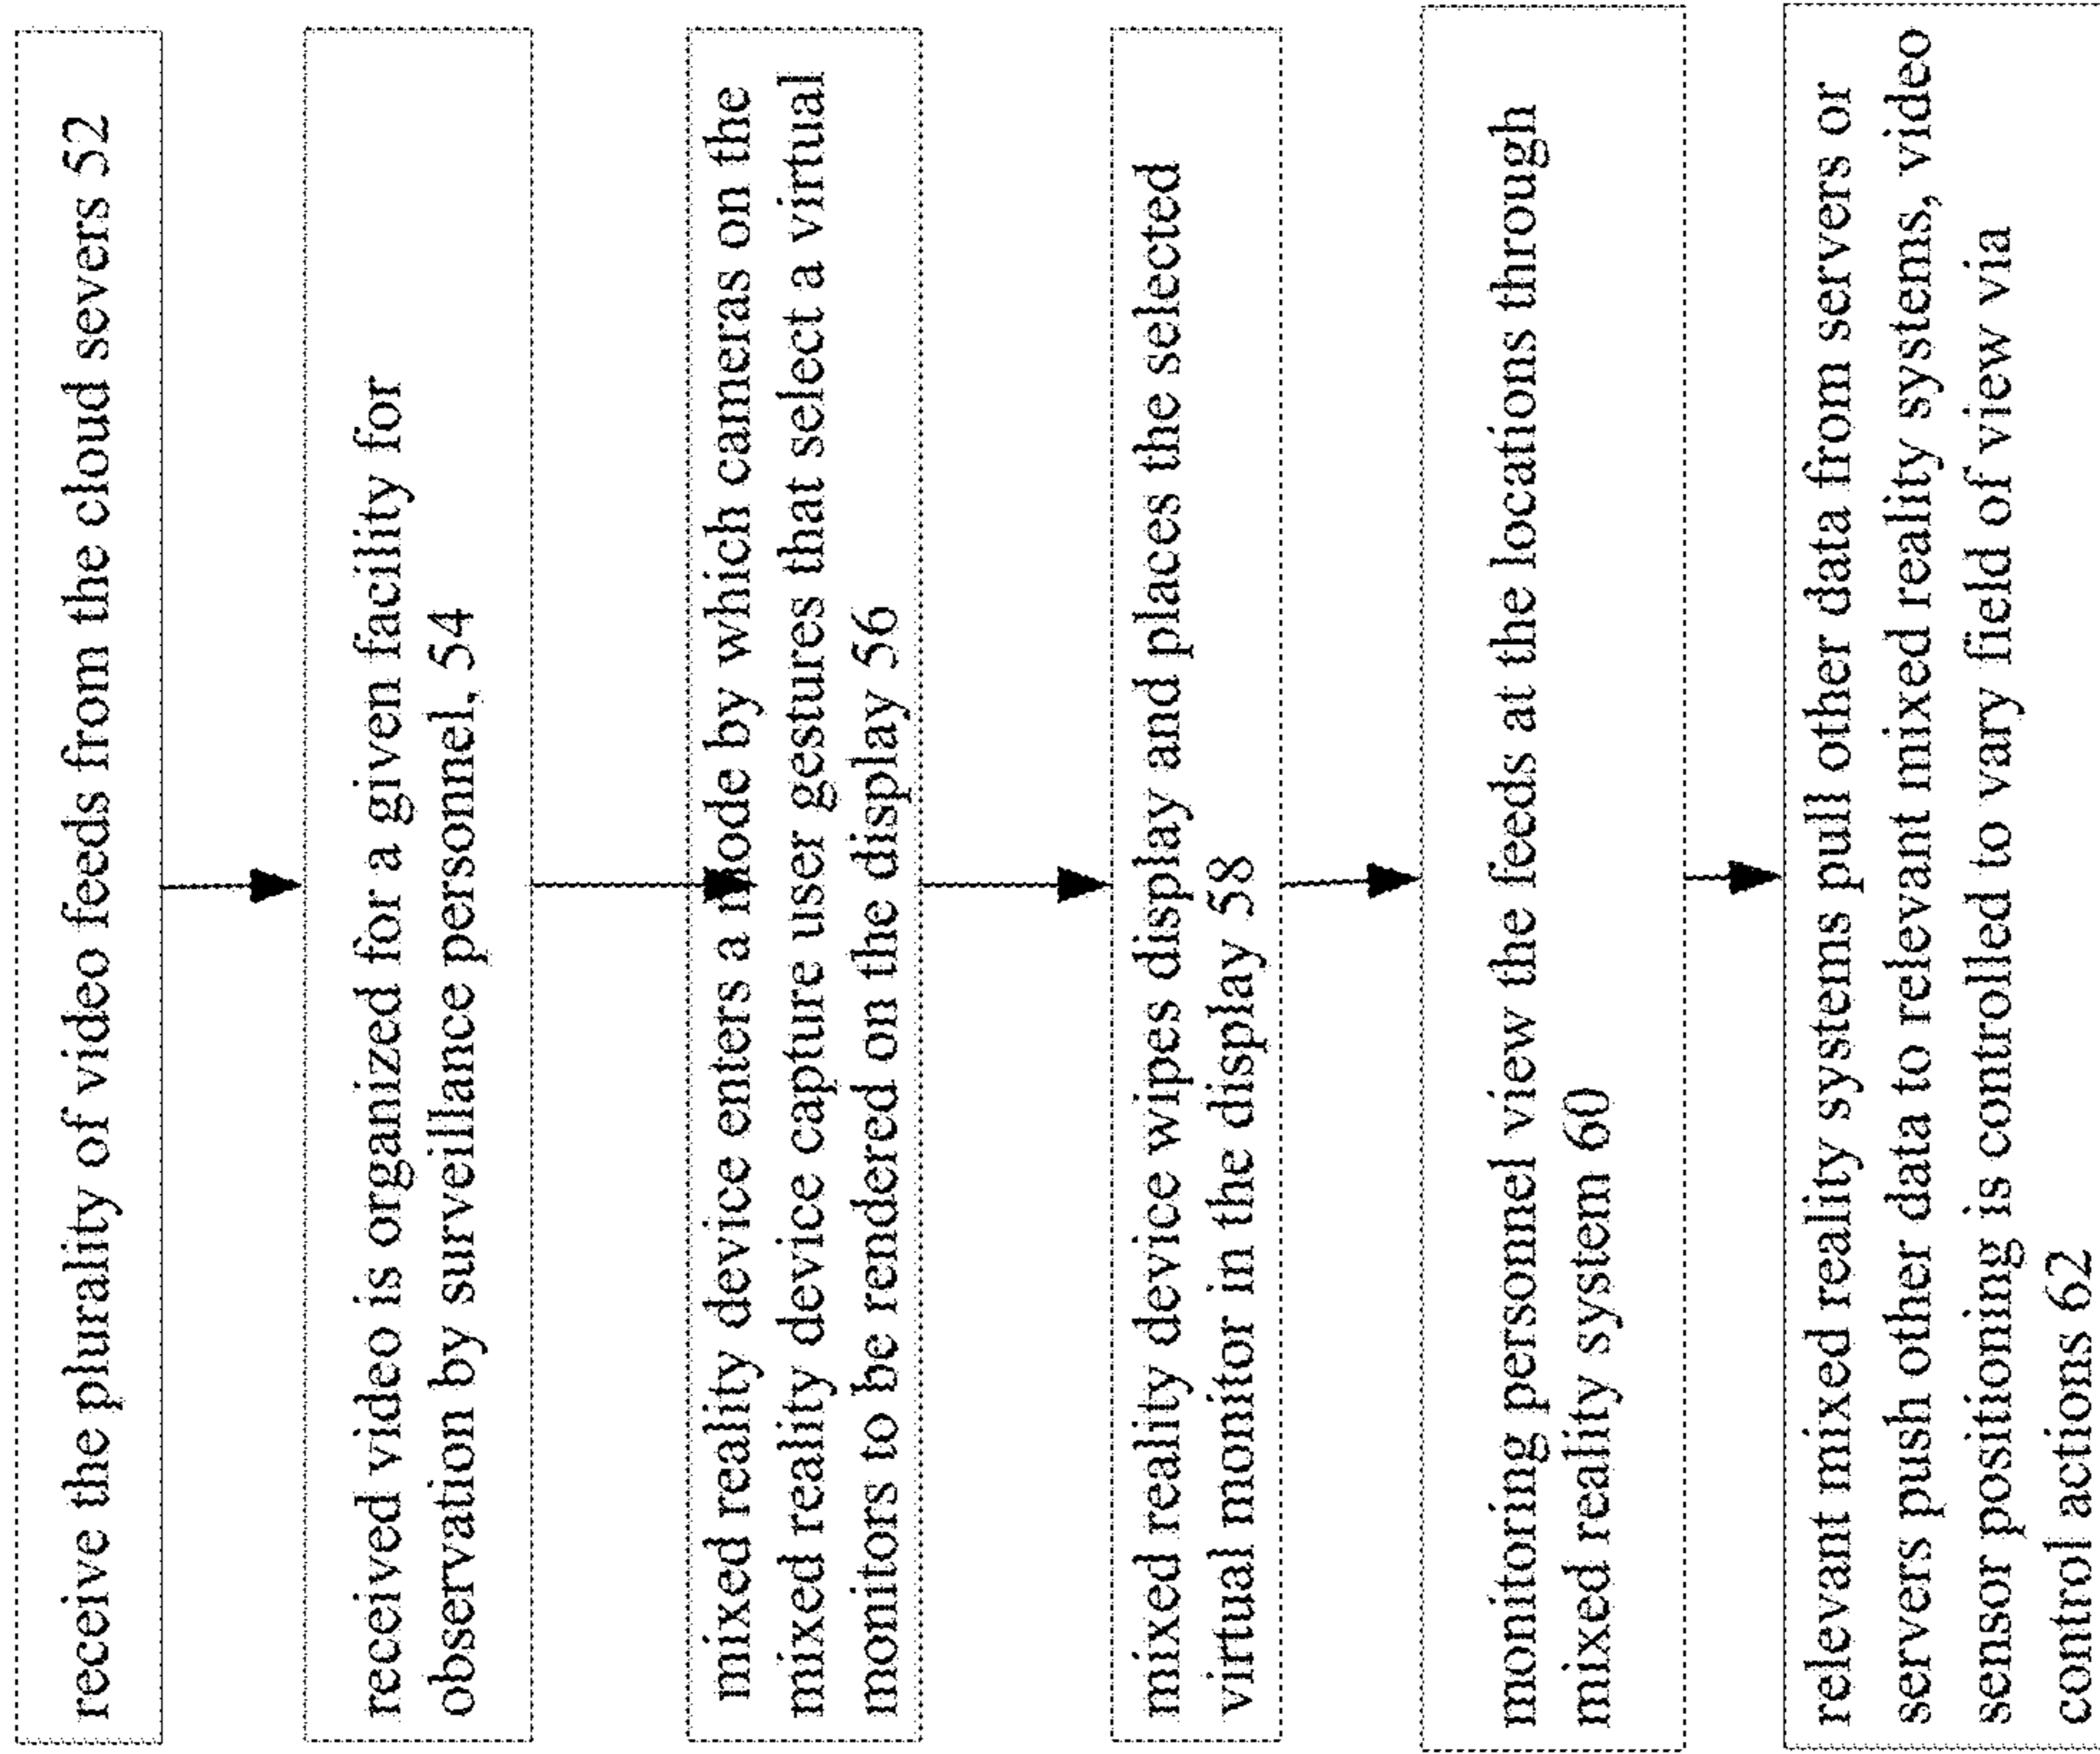 receive the plurality of video feeds from the cloud severs 52
received video is organized for a given facility for
observation by surveillance personnel, 54
mixed reality device enters a mode by which cameras on the
mixed reality device capture user gestures that select a virtual
monitors to be rendered on the display 56
mixed reality device wipes display and places the selected
virtual monitor in the display 58
monitoring personnel view the feeds at the locations through
mixed reality system 60
relevant mixed reality systems pull other data from servers or
servers push other data to relevant mixed reality systems, video
sensor positioning is controlled to vary field of view via
control actions 62